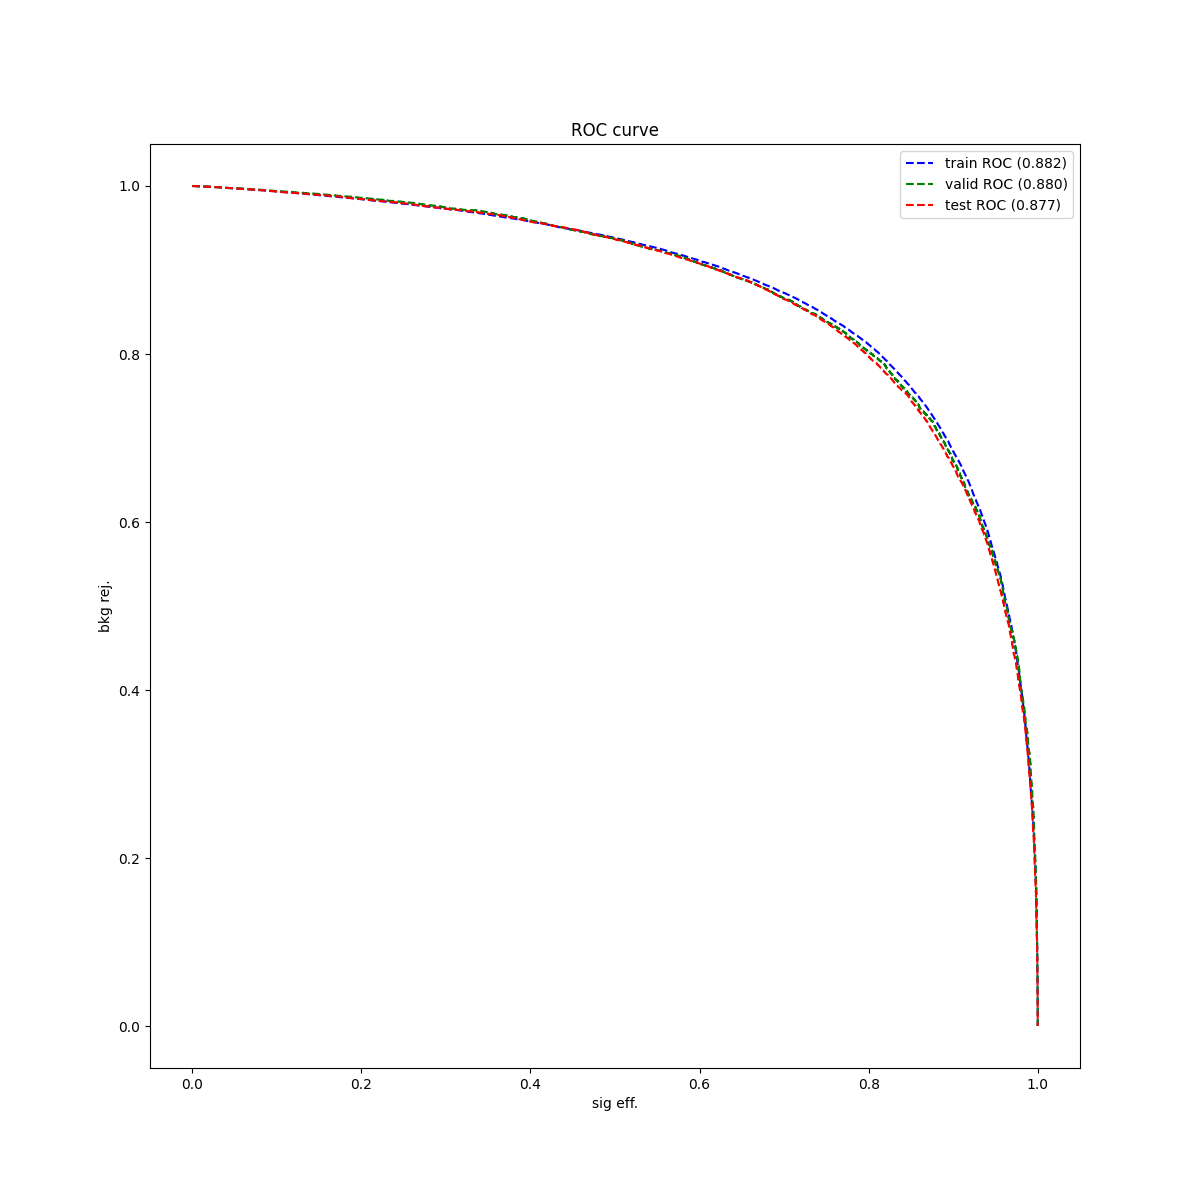 ROC curve
train ROC (0.882)
valid ROC (0.880)
test ROC (0.877)
1.0
0.8
0.6
0.4
0.2
0.0
bkg rej.
0.0 0.2 0.4 0.6 0.8 1.0
sig eff.